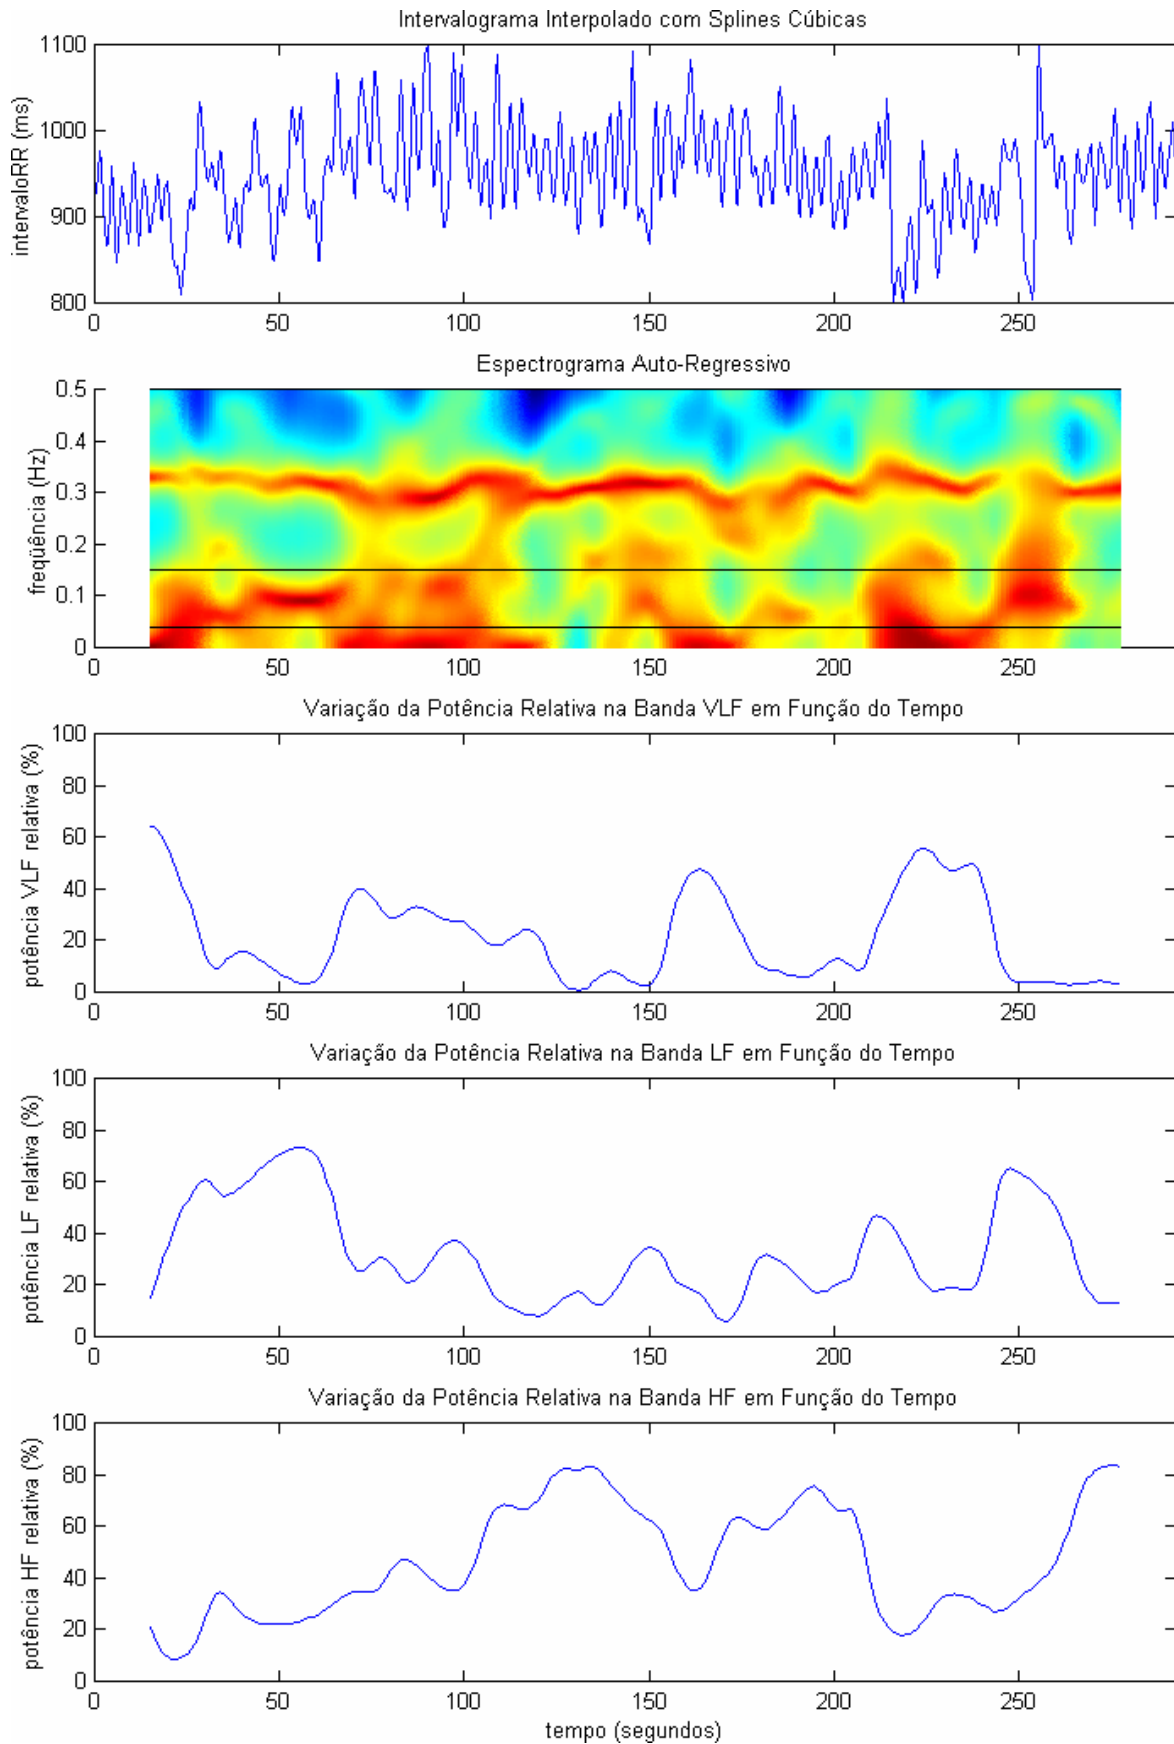 Intervalograma Interpolado com Splines Cúbicas
intervaloRR (ms)
1100
1000
900
800
0 50 100 150 200 250
Espectrograma Auto-Regressivo
freqüência (Hz)
0.5
0.4
0.3
0.2
0.1
0
0 50 100 150 200 250
Variação da Potência Relativa na Banda VLF em Função do Tempo
potência VLF relativa (%)
100
80
60
40
20
0
0 50 100 150 200 250
Variação da Potência Relativa na Banda LF em Função do Tempo
potência LF relativa (%)
100
80
60
40
20
0
0 50 100 150 200 250
Variação da Potência Relativa na Banda HF em Função do Tempo
potência HF relativa (%)
100
80
60
40
20
0
0 50 100 150 200 250
tempo (segundos)